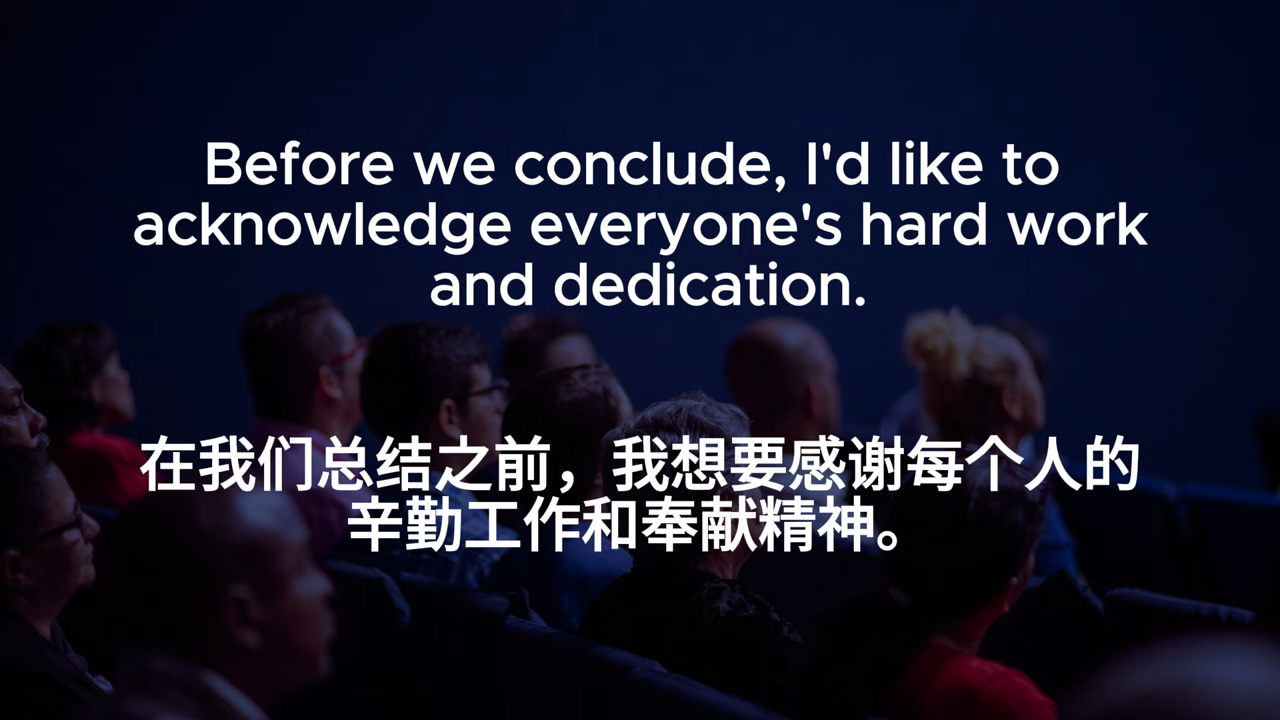 Before we conclude, I'd like to
acknowledge everyone's hard work
and dedication.
在我们总结之前，我想要感谢每个人的
辛勤工作和奉献精神。